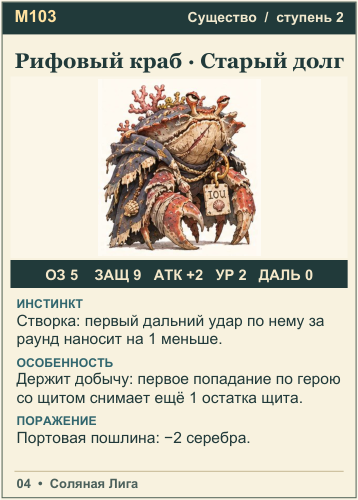 M103
Существо / ступень 2
Рифовый краб · Старый долг
IOU
ОЗ 5 ЗАЩ 9 АТК +2 УР 2 ДАЛЬ 0
ИНСТИНКТ
Створка: первый дальний удар по нему за
раунд наносит на 1 меньше.
ОСОБЕННОСТЬ
Держит добычу: первое попадание по герою
со щитом снимает ещё 1 остатка щита.
ПОРАЖЕНИЕ
Портовая пошлина: −2 серебра.
04 • Соляная Лига